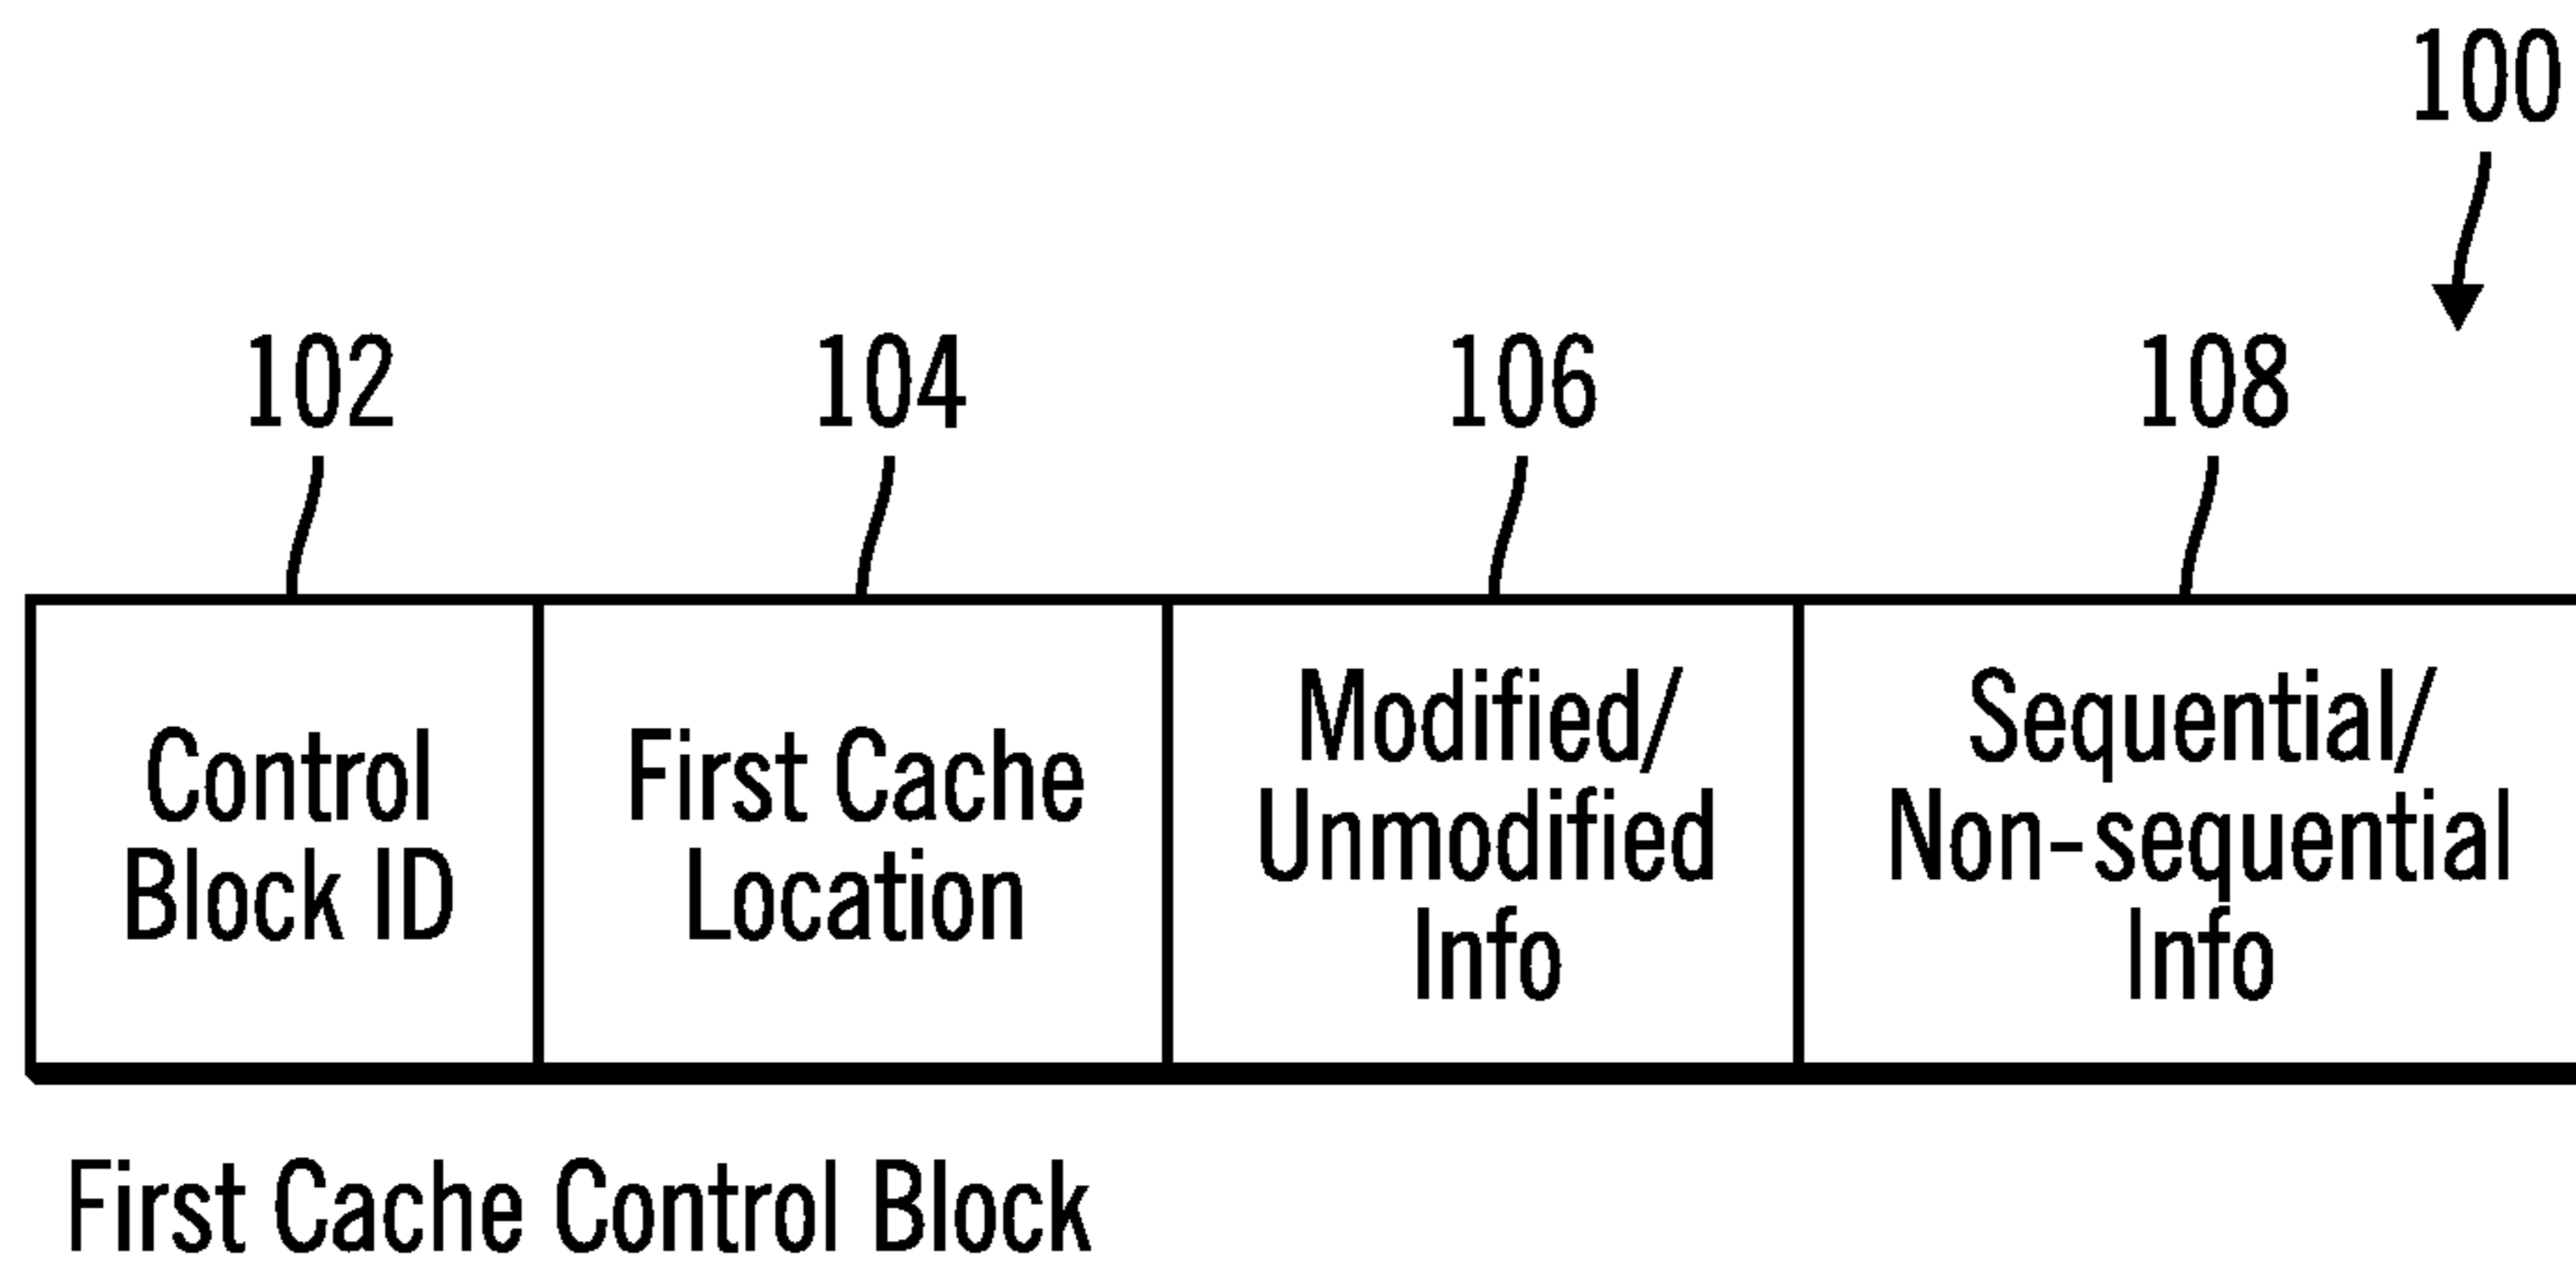 100
102
104
106
108
Control
Block ID
First Cache
Location
Modified/
Unmodified
Info
Sequential/
Non-sequential
Info
First Cache Control Block